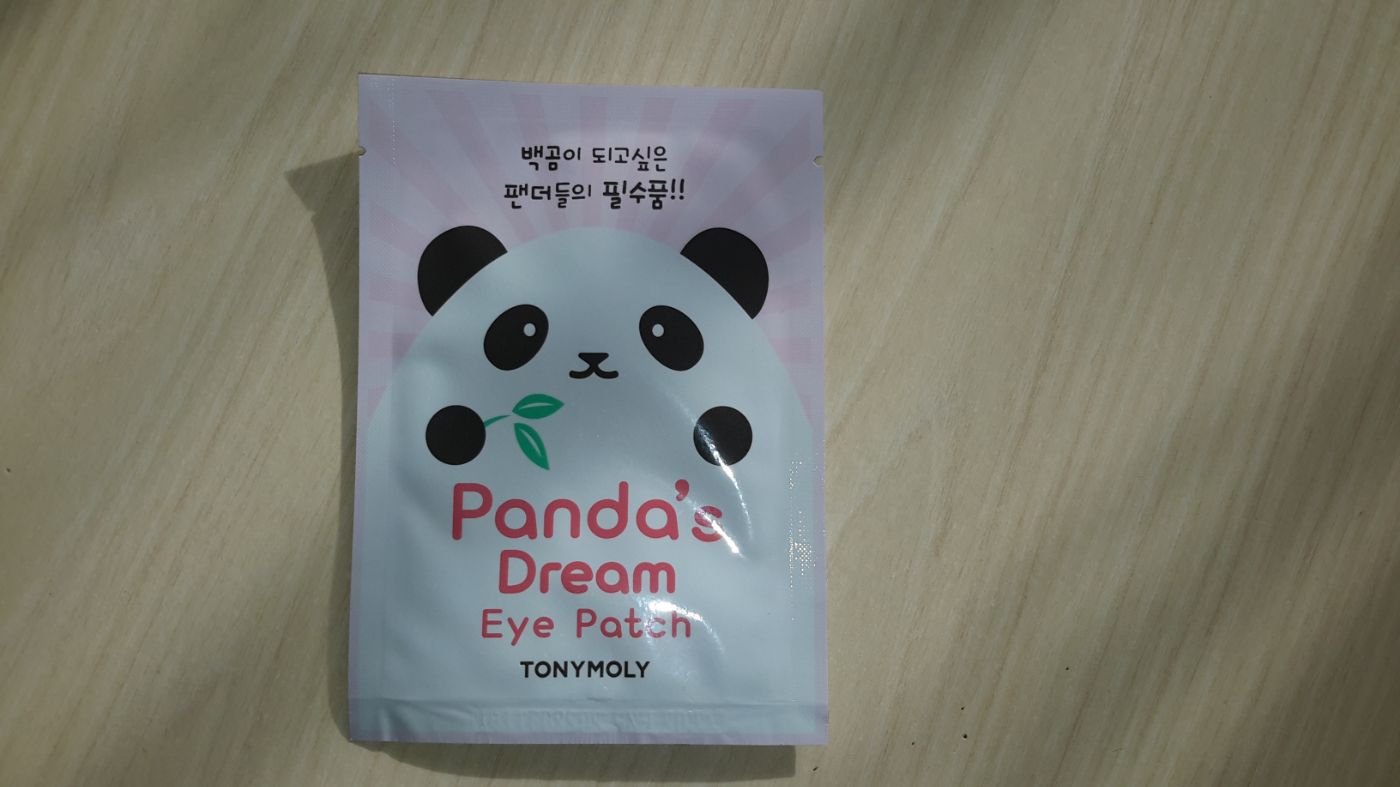 백곰이 되고싶은
팬더들의 필수품!!
Panda's
Dream
Eye Patch
TONYMOLY